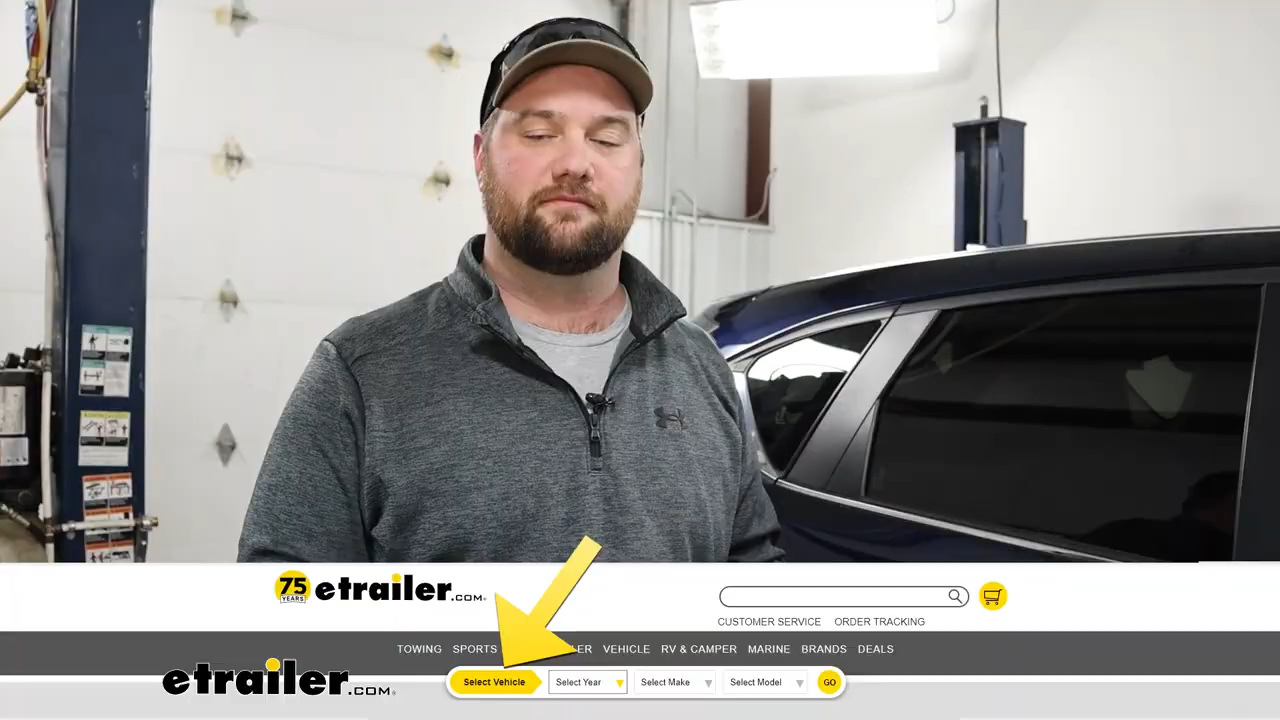 75 YEARS etrailer.com
CUSTOMER SERVICE ORDER TRACKING
TOWING SPORTS LER VEHICLE RV & CAMPER MARINE BRANDS DEALS
etrailer.com
Select Vehicle Select Year Select Make Select Model GO